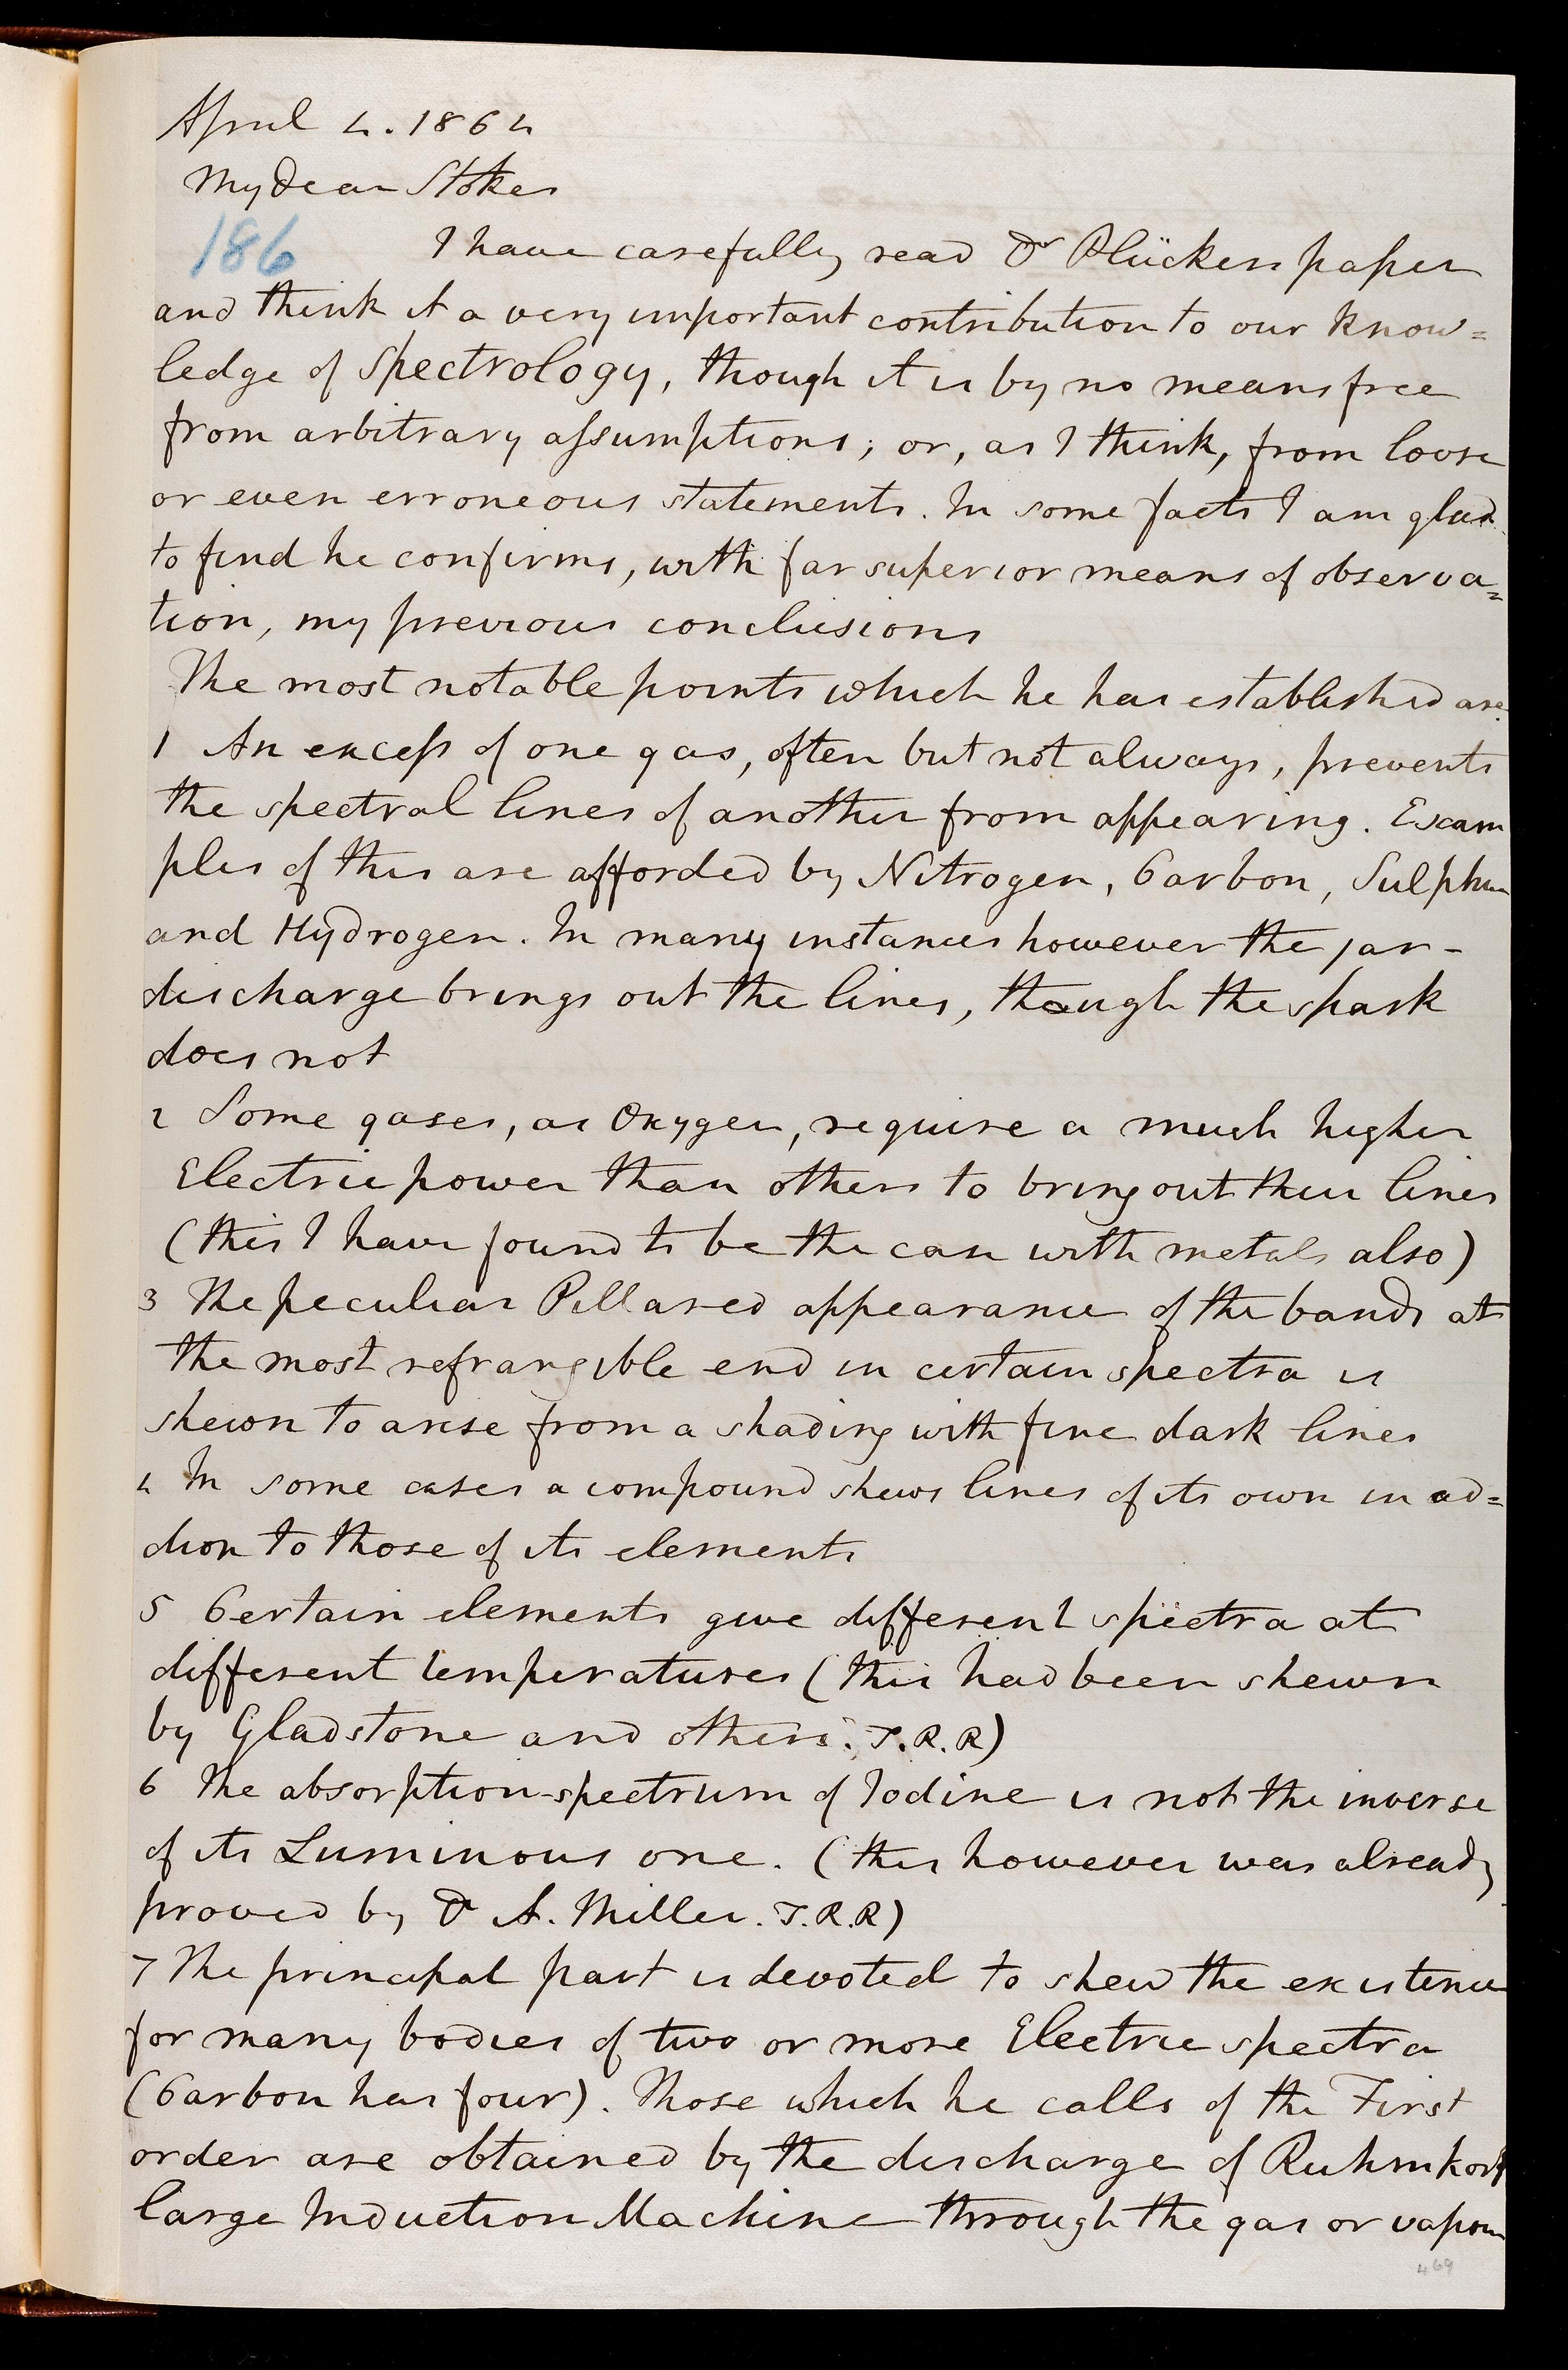 April 4. 1864
My dear Stokes
186
I have carefully read Dr Plückers paper
and think it a very important contribution to our know=
ledge of spectrology, though it is by no means free
from arbitrary assumptions; or, as I think, from loose
or even erroneous statements. In some facts I am glad
to find he confirms, with far superior means of observa=
tion, my previous conclusions
The most notable points which he has established are
1 An excess of one gas, often but not always, prevents
the spectral lines of another from appearing. Exam
ples of this are afforded by Nitrogen, Carbon, Sulphur
and Hydrogen. In many instances however the jar-
discharge brings out the lines, though the spark
does not
2 Some gases, as Oxygen, require a much higher
Electric power than others to bring out their lines
(this I have found to be the case with metals also)
3 The peculiar Pillared appearance of the bands at
the most refrangible end in certain spectra is
shewn to arise from a shading with fine dark lines
4 In some cases a compound shews lines of its own in ad=
dion to those of its elements
5 Certain elements give different spectra at
different temperatures (this had been shewn
by Gladstone and others. T.R.R)
6 The absorption-spectrum of Iodine is not the inverse
of its Luminous one. (this however was already
proved by D A. Miller. T.R.R)
7 The principal part is devoted to shew the existence
for many bodies of two or more Electric spectra
(Carbon has four). Those which he calls of the First
order are obtained by the discharge of Ruhmkorff
large Induction Machine through the gas or vapour
469